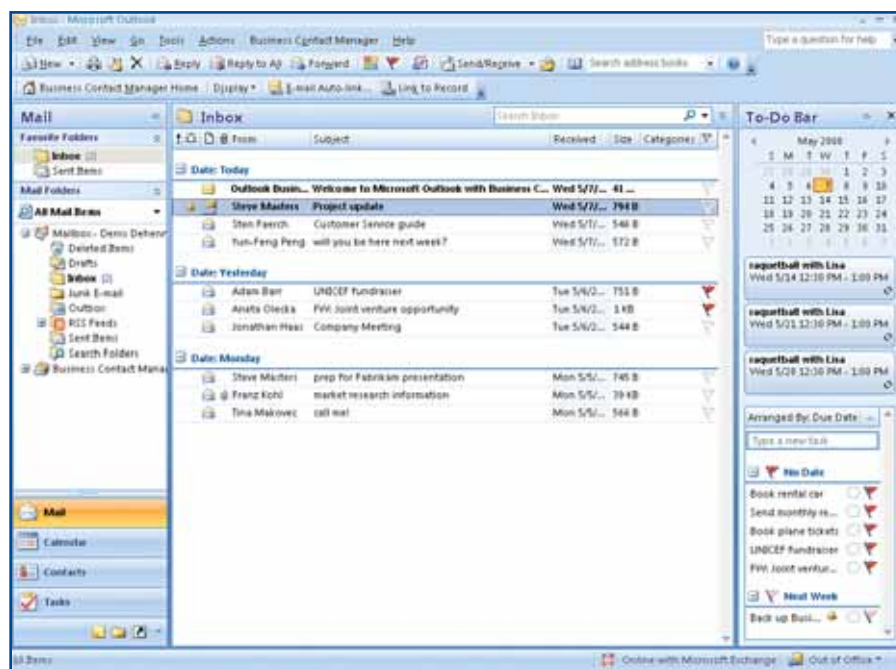 Inbox - Microsoft Outlook
File Edit View Go Tools Actions Business Contact Manager Help
Type a question for help
New Reply Reply to All Forward Send/Receive Search address books
Business Contact Manager Home Display E-mail Auto-link... Link to Record
Mail
Favorite Folders
Inbox (2)
Sent Items
Mail Folders
All Mail Items
Mailbox - Denis
Deleted Items
Drafts
Inbox (2)
Junk E-mail
Outbox
RSS Feeds
Sent Items
Search Folders
Business Contact Mana
Mail
Calendar
Contacts
Tasks
Inbox
Search Inbox
From Subject Received Size Categories
Date: Today
Outlook Busin... Welcome to Microsoft Outlook with Business C... Wed 5/7/... 41 ...
Steve Masters Project update Wed 5/7/... 794 B
Sten Faerch Customer Service guide Wed 5/7/... 546 B
Yun-Feng Peng will you be here next week? Wed 5/7/... 572 B
Date: Yesterday
Adam Barr UNICEF fundraiser Tue 5/6/2... 751 B
Aneta Olecka FW: Joint venture opportunity Tue 5/6/2... 1 KB
Jonathan Haas Company Meeting Tue 5/6/2... 544 B
Date: Monday
Steve Masters prep for Fabrikam presentation Mon 5/5/... 745 B
Franz Kohl market research information Mon 5/5/... 39 KB
Tina Makovec call me! Mon 5/5/... 564 B
To-Do Bar
May 2008
S M T W T F S
1 2 3
4 5 6 7 8 9 10
11 12 13 14 15 16 17
18 19 20 21 22 23 24
25 26 27 28 29 30 31
raquetball with Lisa
Wed 5/14 12:30 PM - 1:00 PM
raquetball with Lisa
Wed 5/21 12:30 PM - 1:00 PM
raquetball with Lisa
Wed 5/28 12:30 PM - 1:00 PM
Arranged By: Due Date
Type a new task
No Date
Book rental car
Send monthly re...
Book plane tickets
UNICEF fundraiser
FW: Joint ventur...
Next Week
Back up Busi...
10 Items
Online with Microsoft Exchange
Out of Office